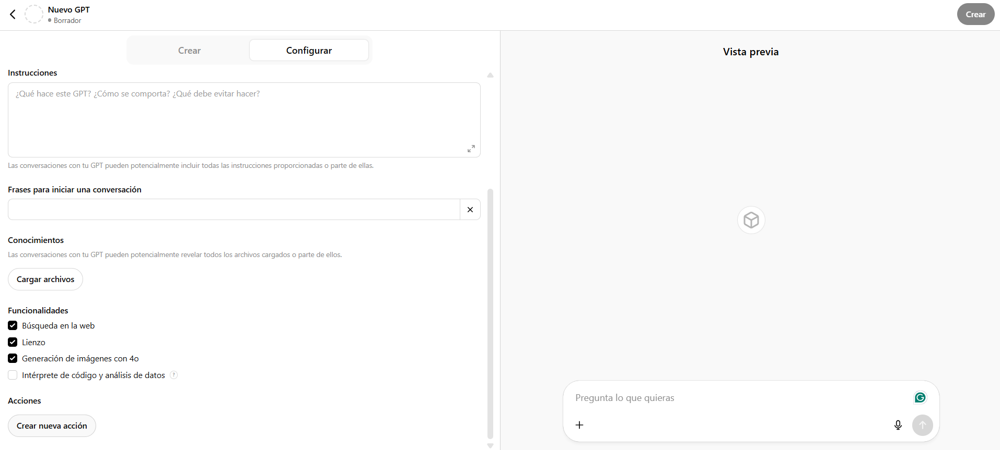 Nuevo GPT
Borrador
Crear
Crear
Configurar
Instrucciones
¿Qué hace este GPT? ¿Cómo se comporta? ¿Qué debe evitar hacer?
Las conversaciones con tu GPT pueden potencialmente incluir todas las instrucciones proporcionadas o parte de ellas.
Frases para iniciar una conversación
Conocimientos
Las conversaciones con tu GPT pueden potencialmente revelar todos los archivos cargados o parte de ellos.
Cargar archivos
Funcionalidades
Búsqueda en la web
Lienzo
Generación de imágenes con 4o
Intérprete de código y análisis de datos ?
Acciones
Crear nueva acción
Vista previa
Pregunta lo que quieras